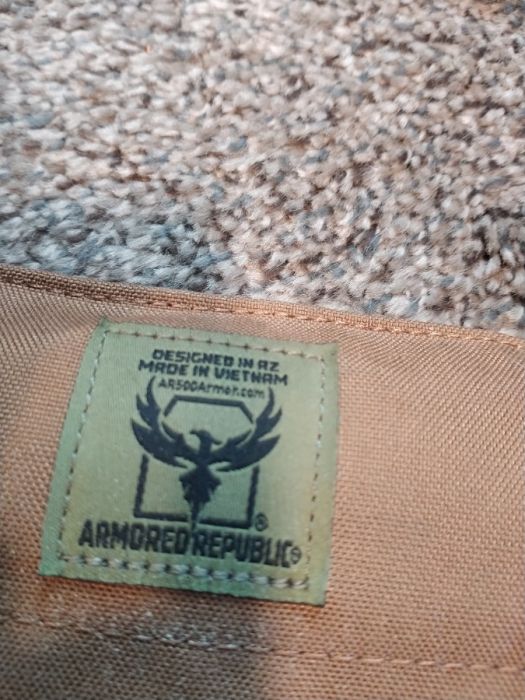 DESIGNED IN AZ
MADE IN VIETNAM
AR500Armor.com
®
ARMORED REPUBLIC®